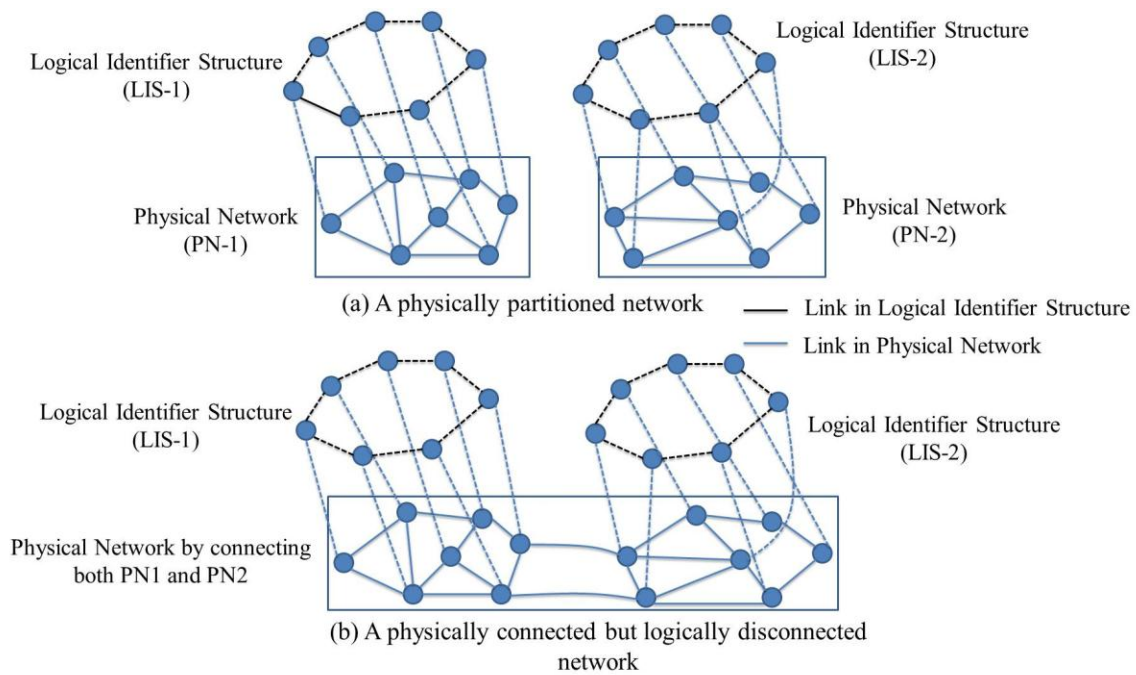 Logical Identifier Structure
(LIS-1)
Logical Identifier Structure
(LIS-2)
Physical Network
(PN-1)
Physical Network
(PN-2)
(a) A physically partitioned network
Link in Logical Identifier Structure
Link in Physical Network
Logical Identifier Structure
(LIS-1)
Logical Identifier Structure
(LIS-2)
Physical Network by connecting
both PN1 and PN2
(b) A physically connected but logically disconnected
network